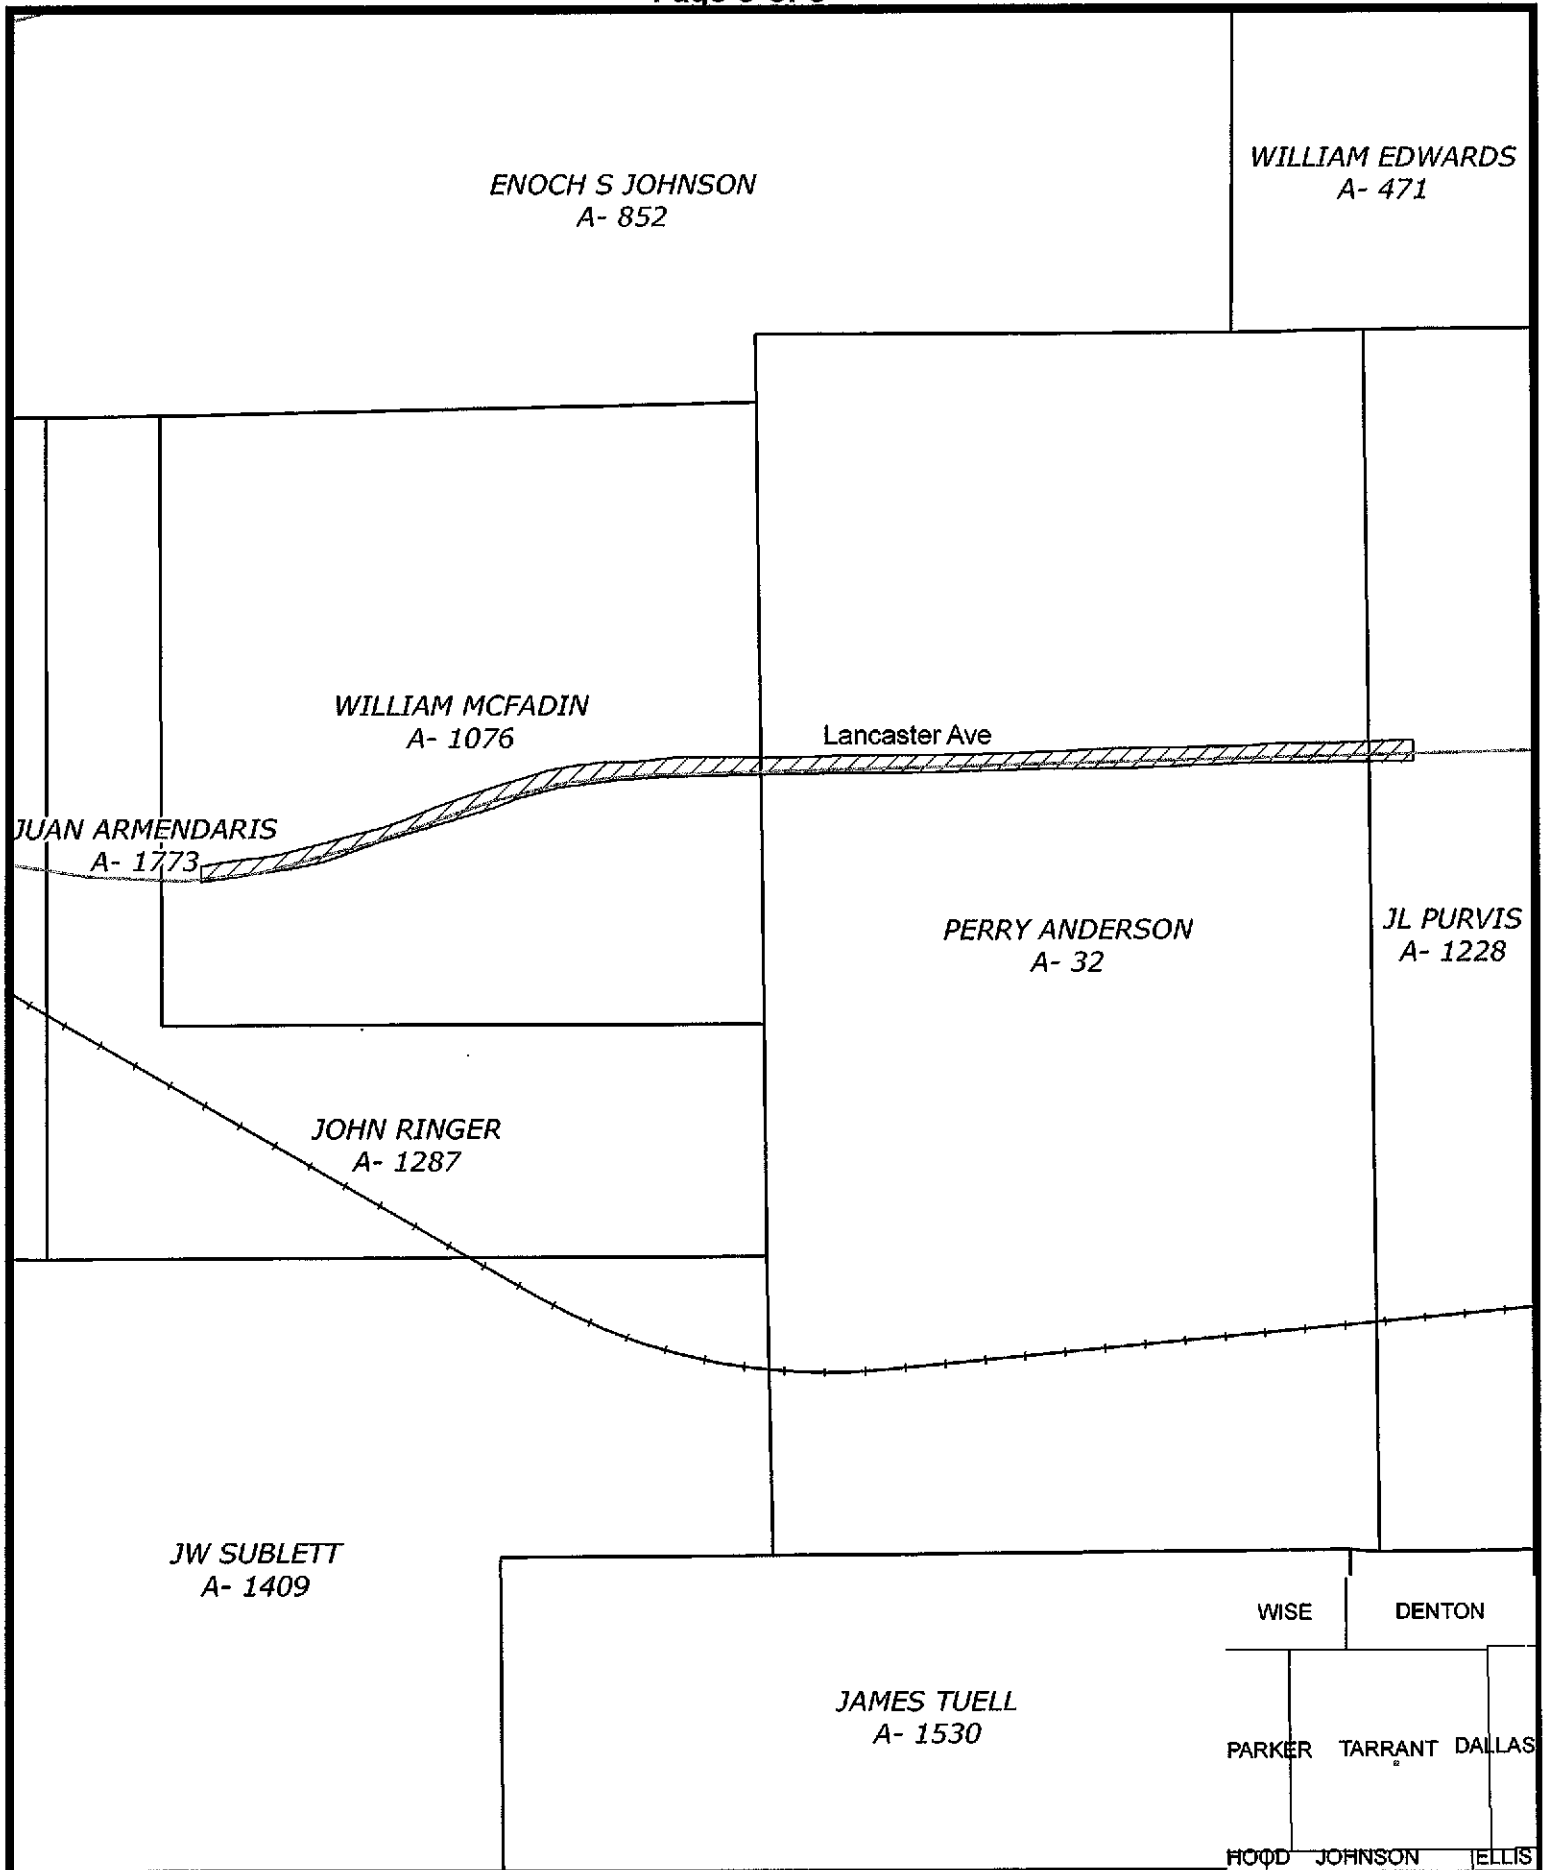 ENOCH S JOHNSON
A- 852
WILLIAM EDWARDS
A- 471
WILLIAM MCFADIN
A- 1076
Lancaster Ave
JUAN ARMENDARIS
A- 1773
PERRY ANDERSON
A- 32
JL PURVIS
A- 1228
JOHN RINGER
A- 1287
JW SUBLETT
A- 1409
JAMES TUELL
A- 1530
WISE DENTON
PARKER TARRANT DALLAS
HOOD JOHNSON ELLIS